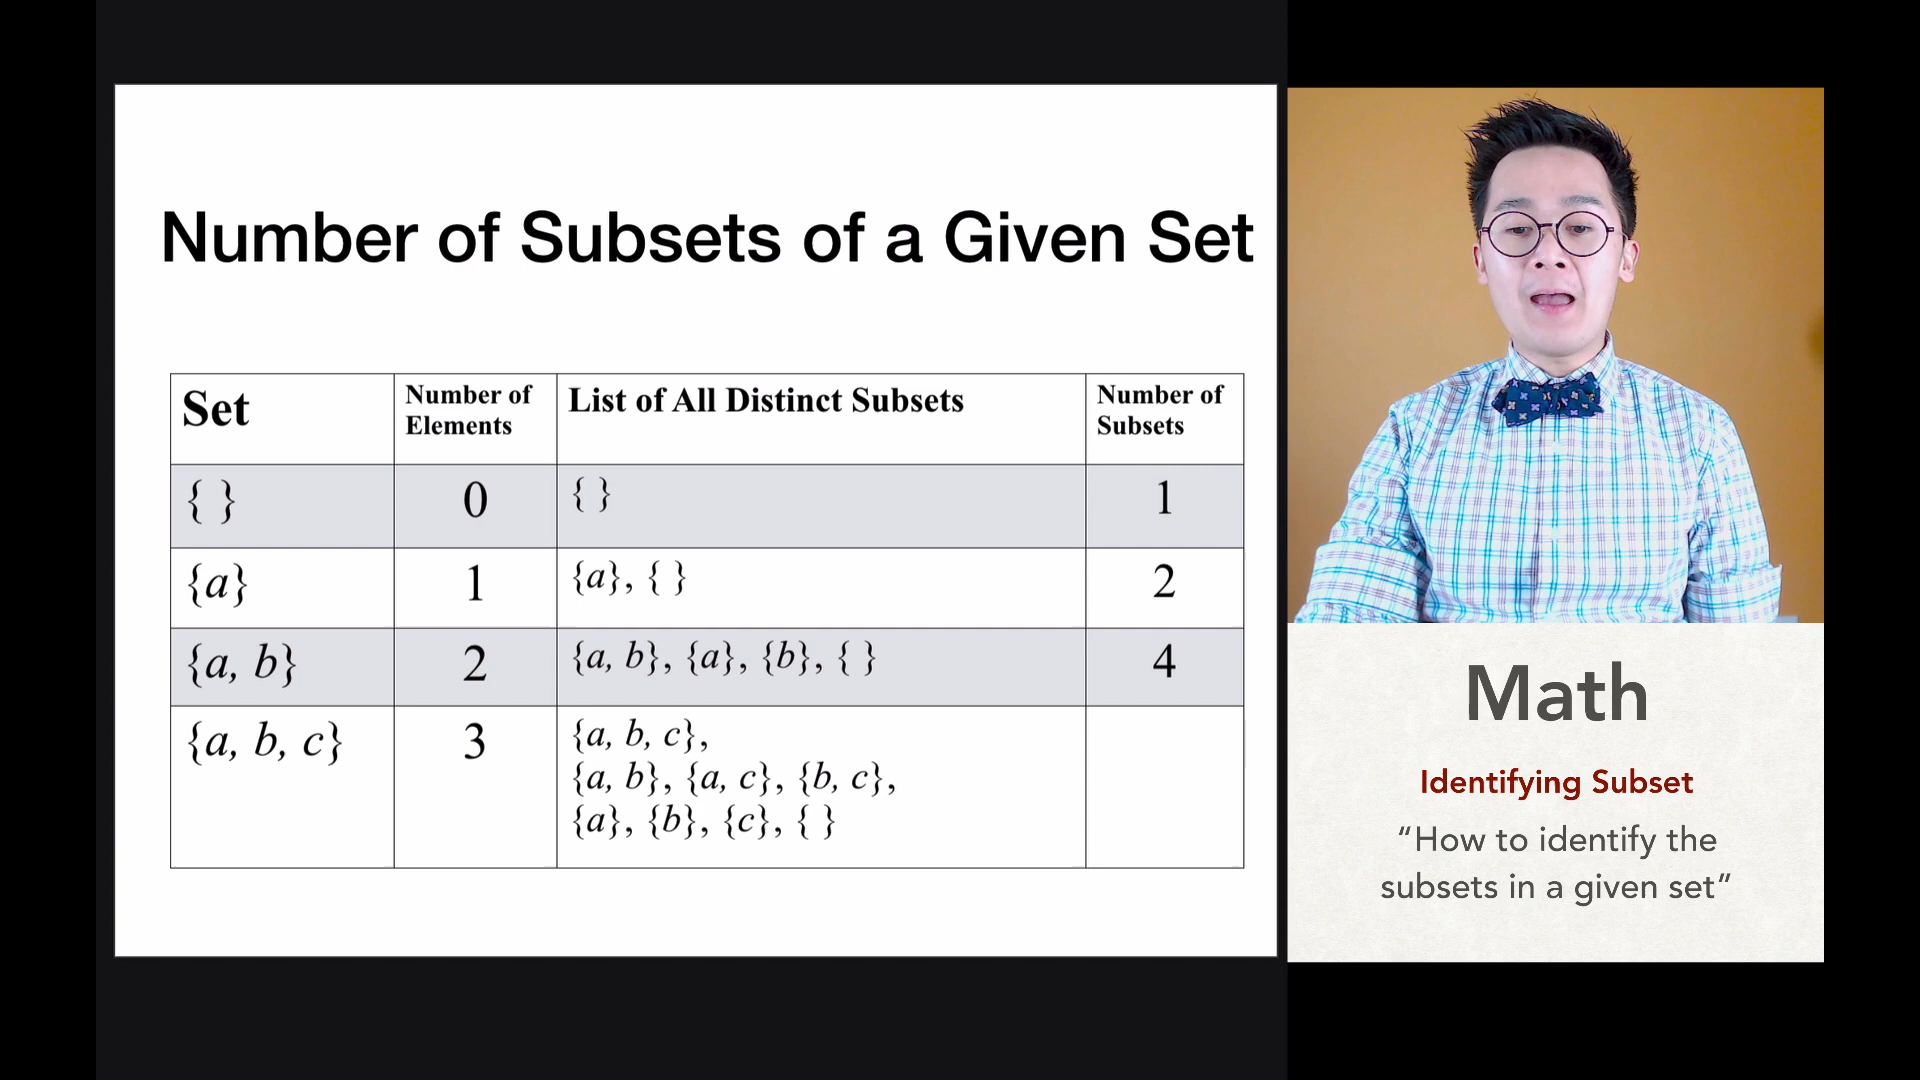 Number of Subsets of a Given Set
Set
Number of
Elements
List of All Distinct Subsets
Number of
Subsets
{ }
0
{ }
1
{a}
1
{a}, { }
2
{a, b}
2
{a, b}, {a}, {b}, { }
4
{a, b, c}
3
{a, b, c},
{a, b}, {a, c}, {b, c},
{a}, {b}, {c}, { }
Math
Identifying Subset
“How to identify the
subsets in a given set”